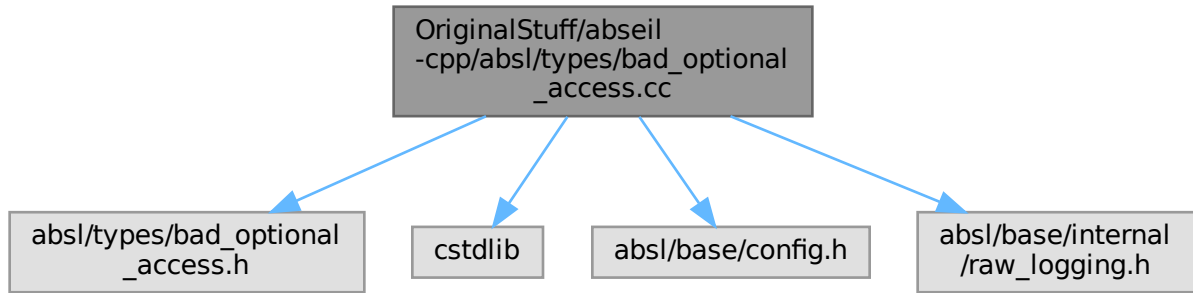 OriginalStuff/abseil
-cpp/absl/types/bad_optional
_access.cc
absl/types/bad_optional
_access.h
cstdlib
absl/base/config.h
absl/base/internal
/raw_logging.h